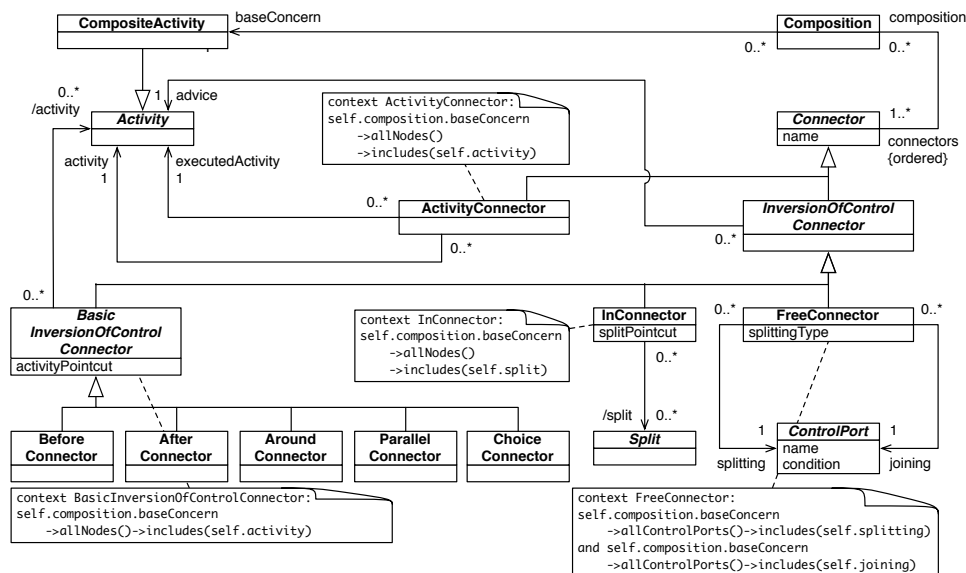 CompositeActivity
baseConcern
0..*
Composition
composition
0..*
0..*
/activity
1
advice
Activity
context ActivityConnector:
self.composition.baseConcern
->allNodes()
->includes(self.activity)
Connector
name
1..*
connectors
{ordered}
activity
1
executedActivity
1
0..*
ActivityConnector
0..*
InversionOfControl
Connector
0..*
0..*
Basic
InversionOfControl
Connector
activityPointcut
context InConnector:
self.composition.baseConcern
->allNodes()
->includes(self.split)
InConnector
splitPointcut
0..*
0..*
FreeConnector
splittingType
0..*
/split
0..*
Split
1
splitting
ControlPort
name
condition
1
joining
Before
Connector
After
Connector
Around
Connector
Parallel
Connector
Choice
Connector
context BasicInversionOfControlConnector:
self.composition.baseConcern
->allNodes()->includes(self.activity)
context FreeConnector:
self.composition.baseConcern
->allControlPorts()->includes(self.splitting)
and self.composition.baseConcern
->allControlPorts()->includes(self.joining)